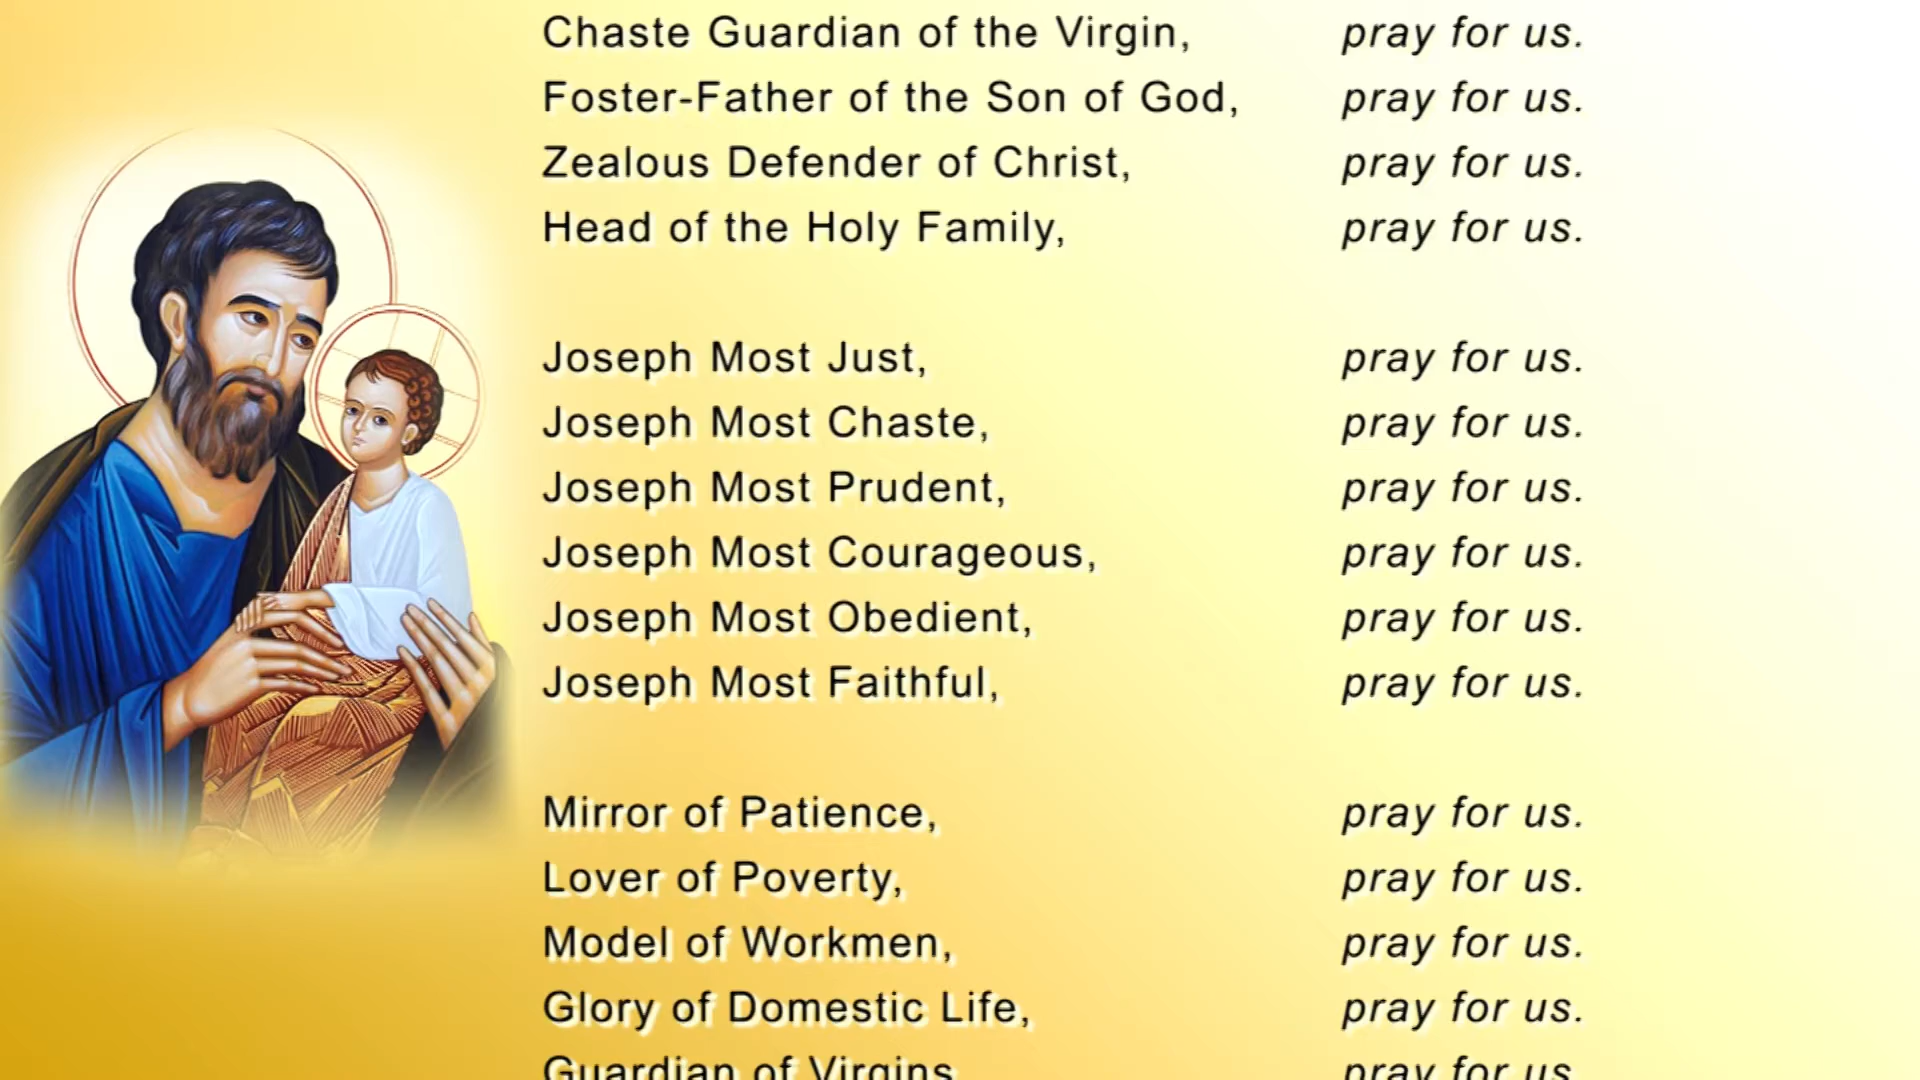 Chaste Guardian of the Virgin, pray for us.
Foster-Father of the Son of God, pray for us.
Zealous Defender of Christ, pray for us.
Head of the Holy Family, pray for us.
Joseph Most Just, pray for us.
Joseph Most Chaste, pray for us.
Joseph Most Prudent, pray for us.
Joseph Most Courageous, pray for us.
Joseph Most Obedient, pray for us.
Joseph Most Faithful, pray for us.
Mirror of Patience, pray for us.
Lover of Poverty, pray for us.
Model of Workmen, pray for us.
Glory of Domestic Life, pray for us.
Guardian of Virgins pray for us